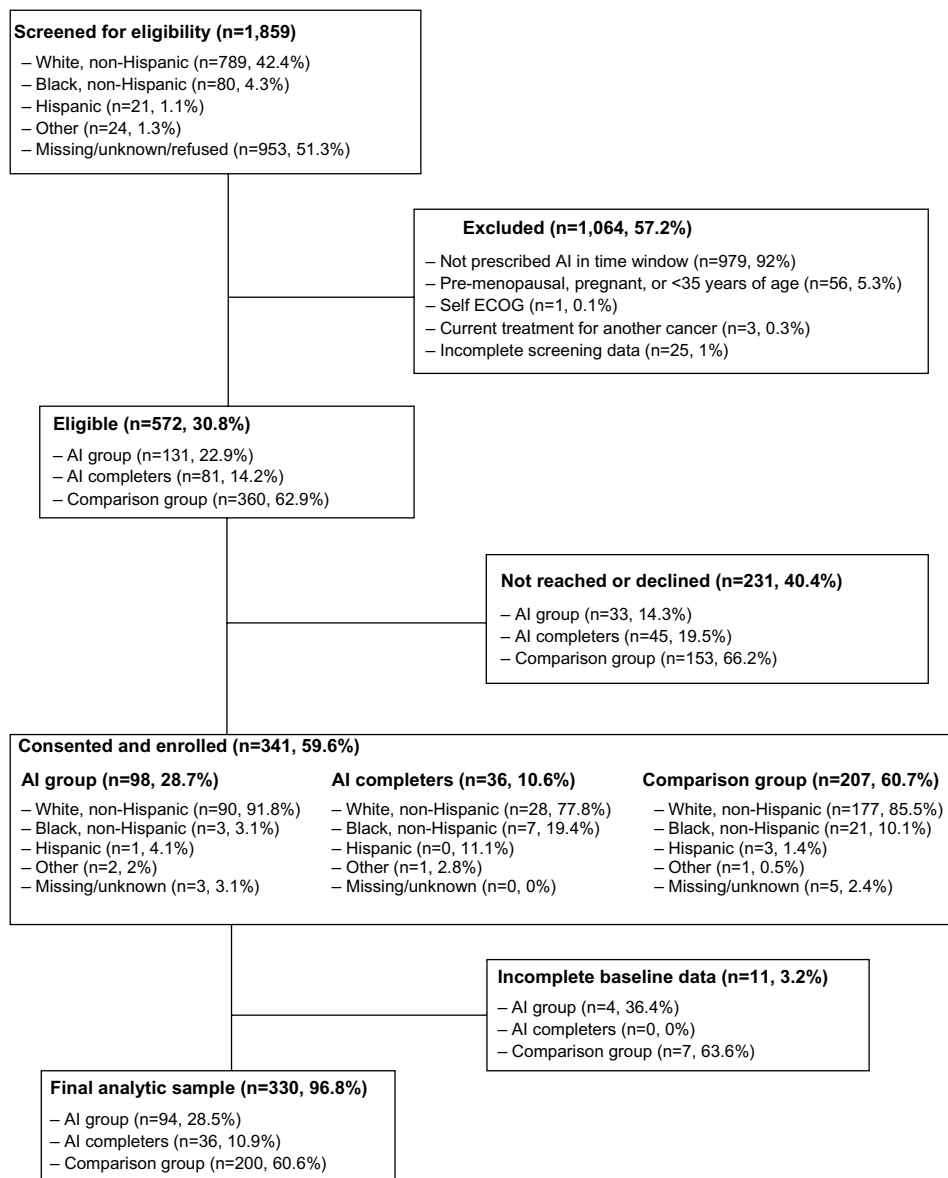 Screened for eligibility (n=1,859)
– White, non-Hispanic (n=789, 42.4%)
– Black, non-Hispanic (n=80, 4.3%)
– Hispanic (n=21, 1.1%)
– Other (n=24, 1.3%)
– Missing/unknown/refused (n=953, 51.3%)
Excluded (n=1,064, 57.2%)
– Not prescribed AI in time window (n=979, 92%)
– Pre-menopausal, pregnant, or <35 years of age (n=56, 5.3%)
– Self ECOG (n=1, 0.1%)
– Current treatment for another cancer (n=3, 0.3%)
– Incomplete screening data (n=25, 1%)
Eligible (n=572, 30.8%)
– AI group (n=131, 22.9%)
– AI completers (n=81, 14.2%)
– Comparison group (n=360, 62.9%)
Not reached or declined (n=231, 40.4%)
– AI group (n=33, 14.3%)
– AI completers (n=45, 19.5%)
– Comparison group (n=153, 66.2%)
Consented and enrolled (n=341, 59.6%)
AI group (n=98, 28.7%)
– White, non-Hispanic (n=90, 91.8%)
– Black, non-Hispanic (n=3, 3.1%)
– Hispanic (n=1, 4.1%)
– Other (n=2, 2%)
– Missing/unknown (n=3, 3.1%)
AI completers (n=36, 10.6%)
– White, non-Hispanic (n=28, 77.8%)
– Black, non-Hispanic (n=7, 19.4%)
– Hispanic (n=0, 11.1%)
– Other (n=1, 2.8%)
– Missing/unknown (n=0, 0%)
Comparison group (n=207, 60.7%)
– White, non-Hispanic (n=177, 85.5%)
– Black, non-Hispanic (n=21, 10.1%)
– Hispanic (n=3, 1.4%)
– Other (n=1, 0.5%)
– Missing/unknown (n=5, 2.4%)
Incomplete baseline data (n=11, 3.2%)
– AI group (n=4, 36.4%)
– AI completers (n=0, 0%)
– Comparison group (n=7, 63.6%)
Final analytic sample (n=330, 96.8%)
– AI group (n=94, 28.5%)
– AI completers (n=36, 10.9%)
– Comparison group (n=200, 60.6%)